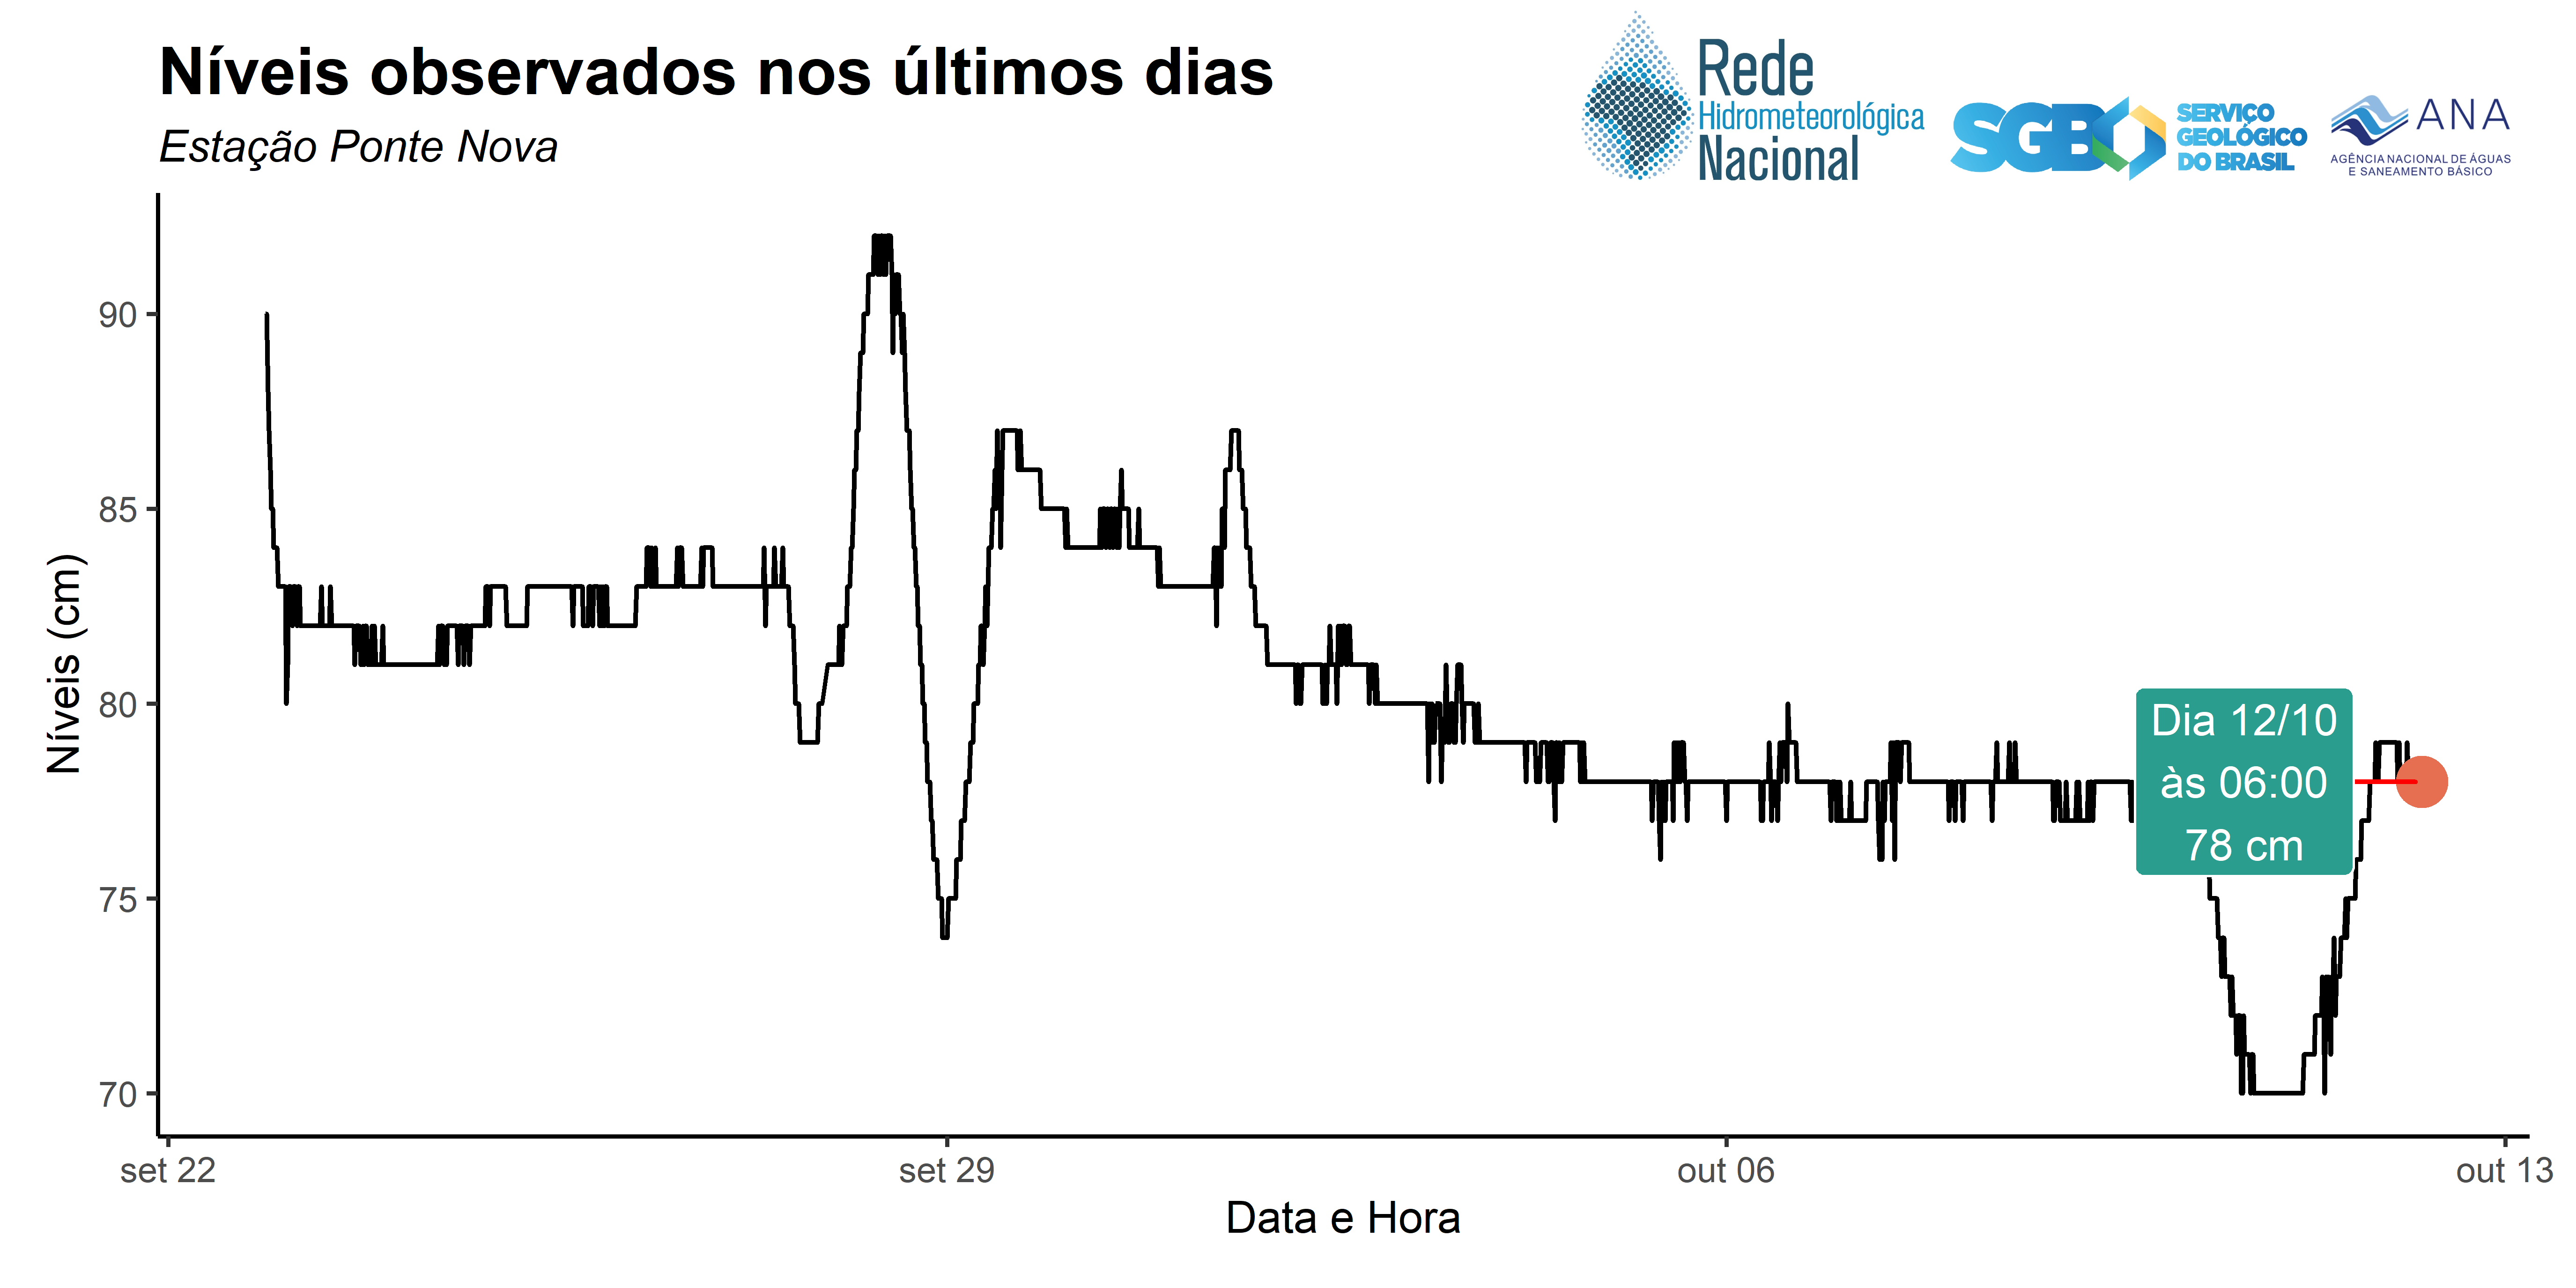 Níveis observados nos últimos dias
Estação Ponte Nova
Rede
Hidrometeorológica
Nacional
SGB
SERVIÇO
GEOLÓGICO
DO BRASIL
ANA
AGÊNCIA NACIONAL DE ÁGUAS
E SANEAMENTO BÁSICO
Níveis (cm)
90
85
80
75
70
Dia 12/10
às 06:00
78 cm
set 22
set 29
out 06
out 13
Data e Hora